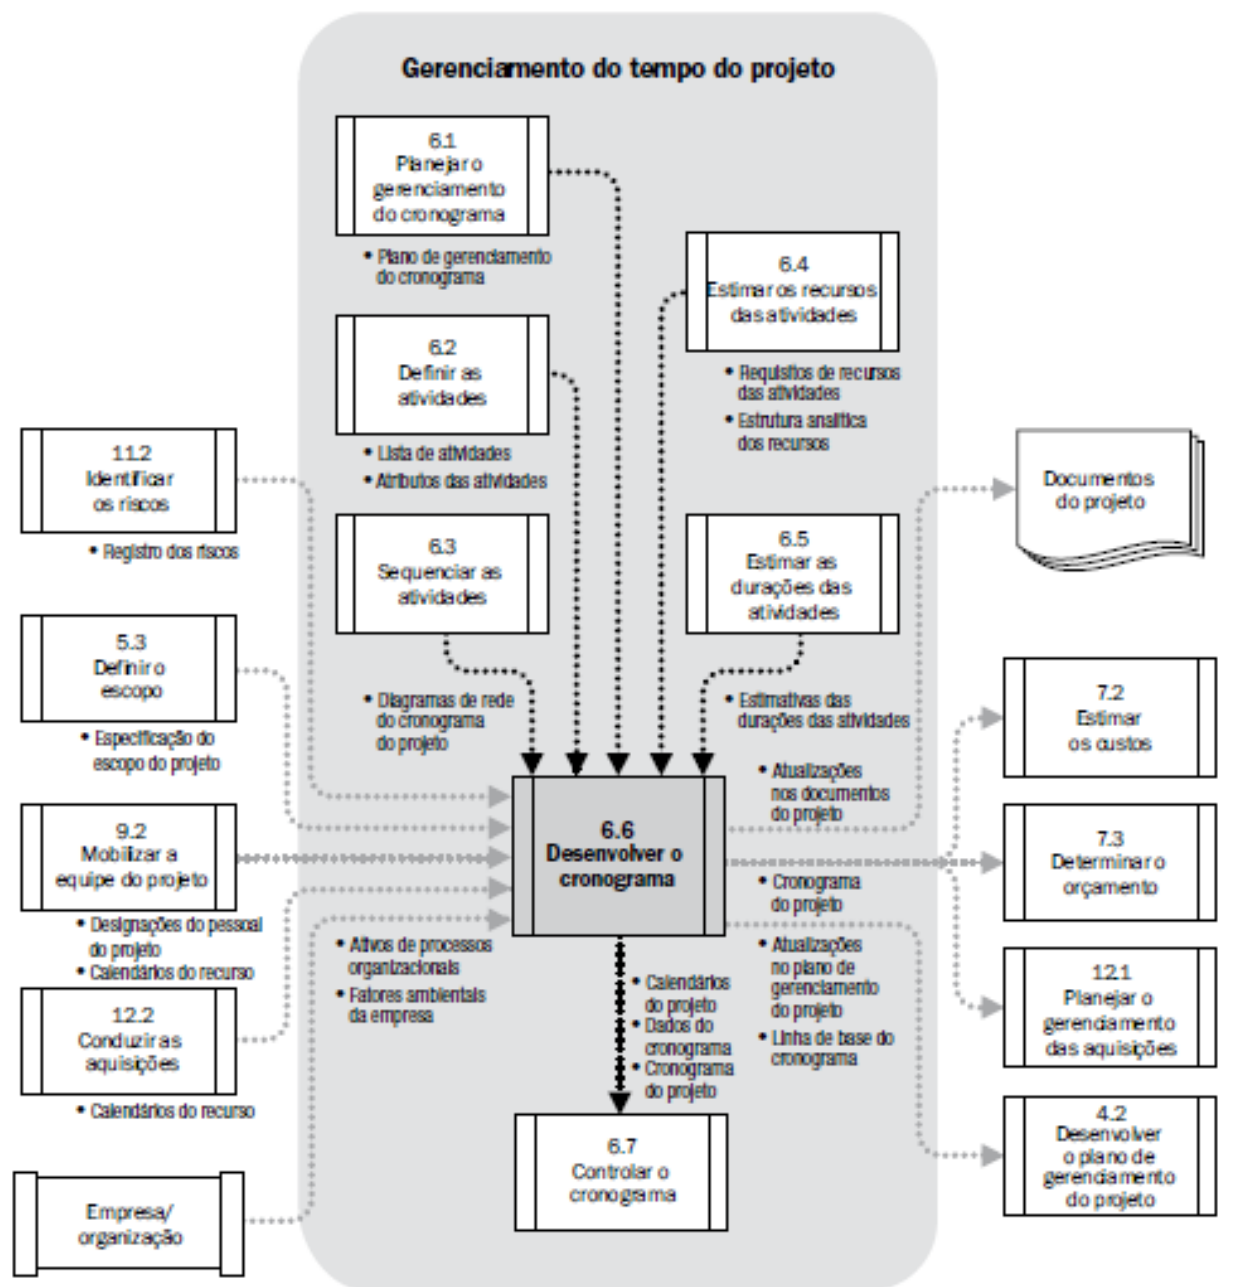 Gerenciamento do tempo do projeto
6.1
Planejar o
gerenciamento
do cronograma
• Plano de gerenciamento
do cronograma
6.2
Definir as
atividades
• Lista de atividades
• Atributos das atividades
6.3
Sequenciar as
atividades
• Diagramas de rede
do cronograma
do projeto
6.4
Estimar os recursos
das atividades
• Requisitos de recursos
das atividades
• Estrutura analítica
dos recursos
6.5
Estimar as
durações das
atividades
• Estimativas das
durações das atividades
11.2
Identificar
os riscos
• Registro dos riscos
5.3
Definir o
escopo
• Especificação do
escopo do projeto
9.2
Mobilizar a
equipe do projeto
• Designações do pessoal
do projeto
• Calendários do recurso
12.2
Conduzir as
aquisições
• Calendários do recurso
Empresa/
organização
• Ativos de processos
organizacionais
• Fatores ambientais
da empresa
6.6
Desenvolver o
cronograma
• Atualizações
nos documentos
do projeto
• Cronograma
do projeto
• Atualizações
no plano de
gerenciamento
do projeto
• Linha de base do
cronograma
• Calendários
do projeto
• Dados do
cronograma
• Cronograma
do projeto
6.7
Controlar o
cronograma
Documentos
do projeto
7.2
Estimar
os custos
7.3
Determinar o
orçamento
12.1
Planejar o
gerenciamento
das aquisições
4.2
Desenvolver
o plano de
gerenciamento
do projeto